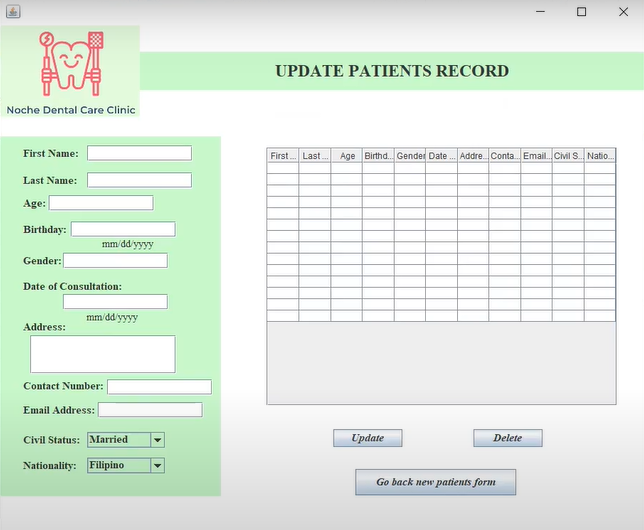 Noche Dental Care Clinic
UPDATE PATIENTS RECORD
First Name:
Last Name:
Age:
Birthday:
mm/dd/yyyy
Gender:
Date of Consultation:
mm/dd/yyyy
Address:
Contact Number:
Email Address:
Civil Status: Married
Nationality: Filipino
First ... Last ... Age Birthd... Gender Date ... Addre... Conta... Email... Civil S... Natio...
Update Delete
Go back new patients form